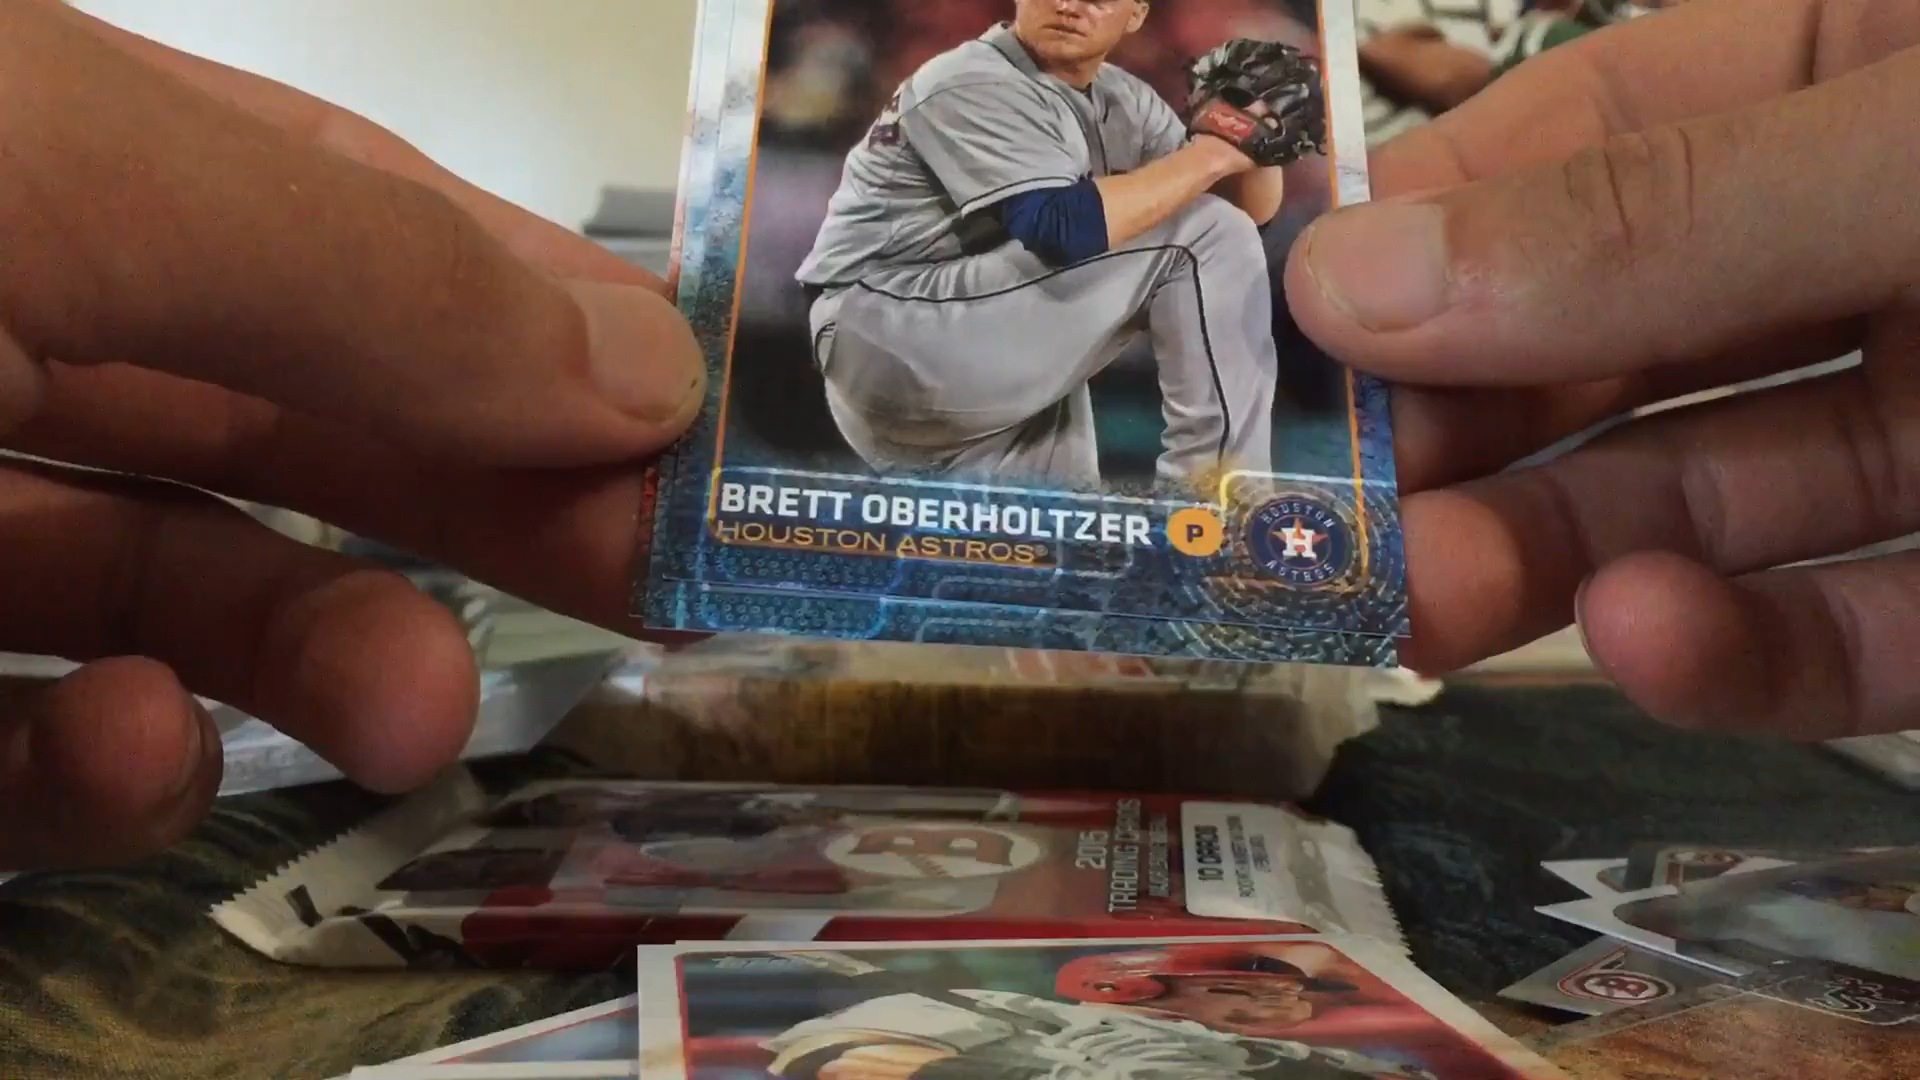 BRETT OBERHOLTZER P
HOUSTON ASTROS®
HOUSTON
H
ASTROS
B
2015
TRADING CARDS
10 CARDS
B